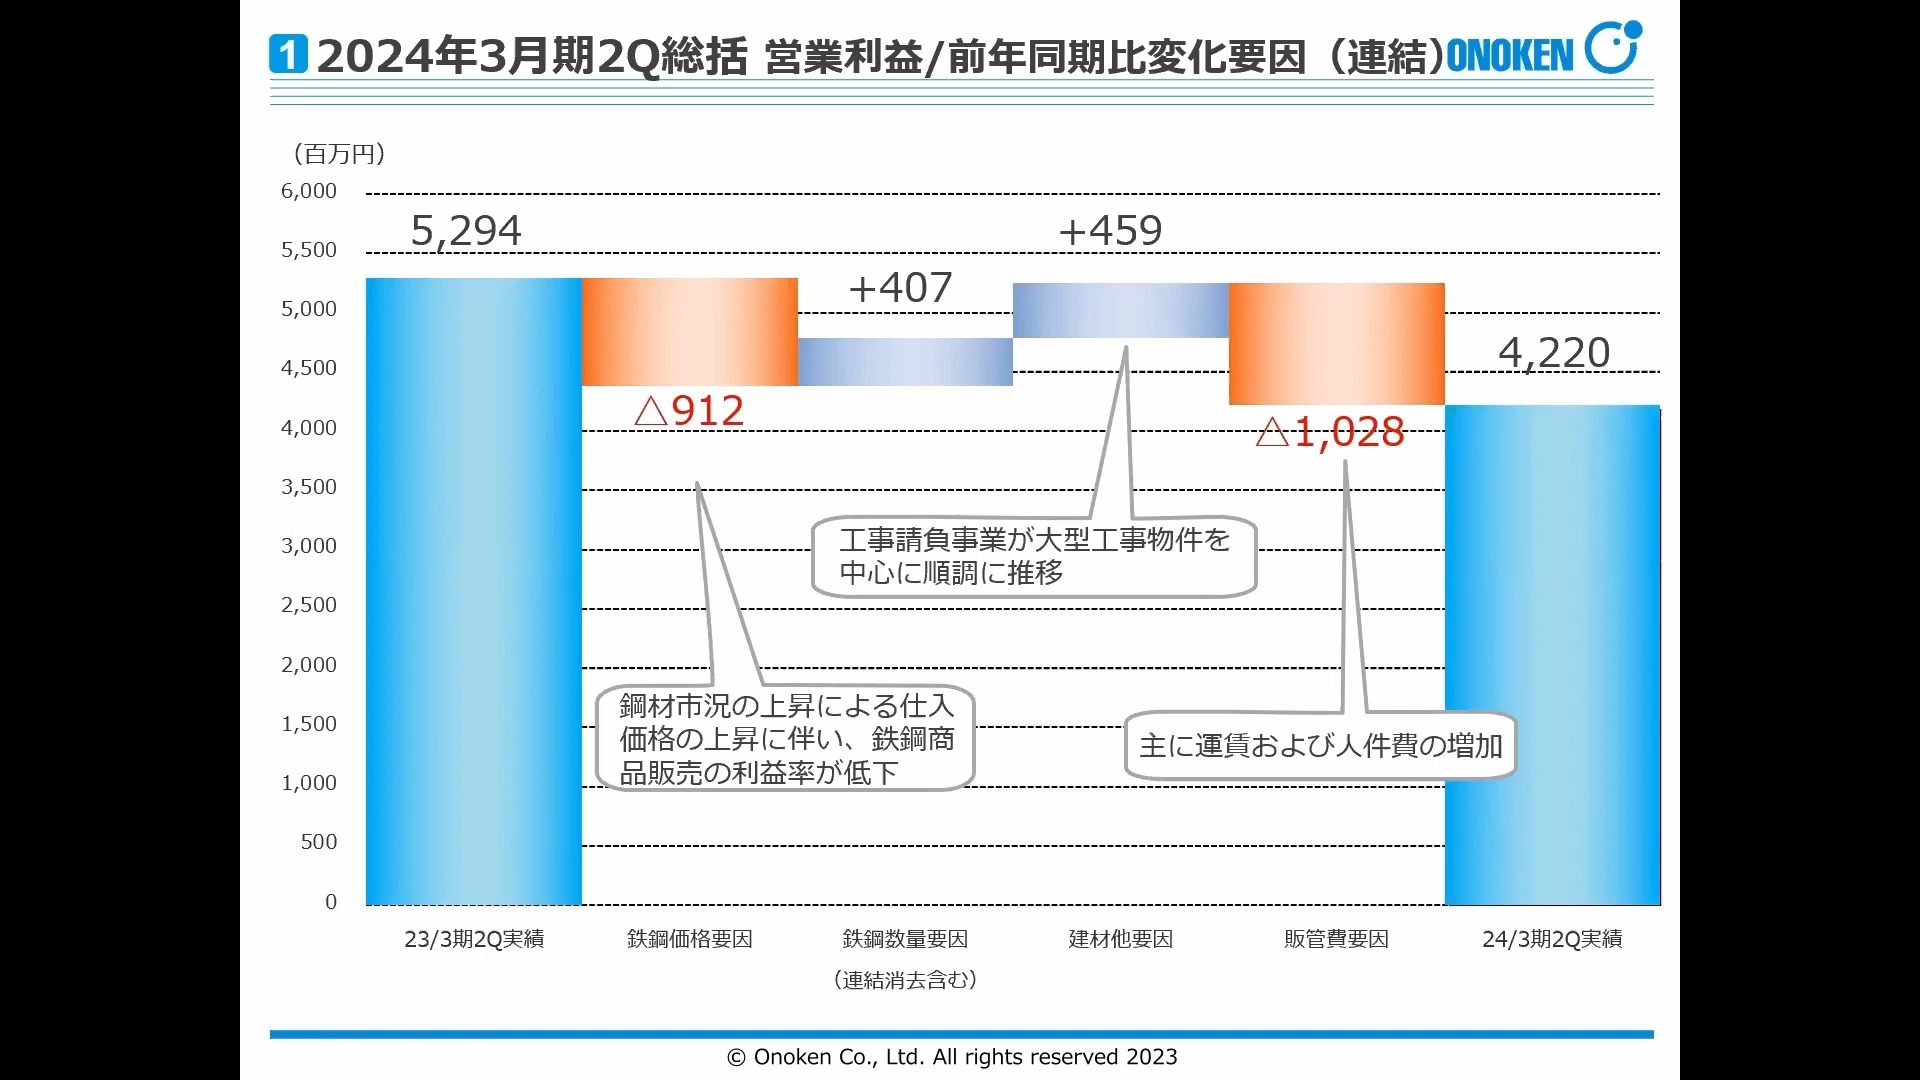 1 2024年3月期2Q総括 営業利益/前年同期比変化要因（連結）ONOKEN
（百万円）
6,000
5,500
5,000
4,500
4,000
3,500
3,000
2,500
2,000
1,500
1,000
500
0
5,294
△912
+407
+459
△1,028
4,220
工事請負事業が大型工事物件を
中心に順調に推移
鋼材市況の上昇による仕入
価格の上昇に伴い、鉄鋼商
品販売の利益率が低下
主に運賃および人件費の増加
23/3期2Q実績
鉄鋼価格要因
鉄鋼数量要因
（連結消去含む）
建材他要因
販管費要因
24/3期2Q実績
© Onoken Co., Ltd. All rights reserved 2023